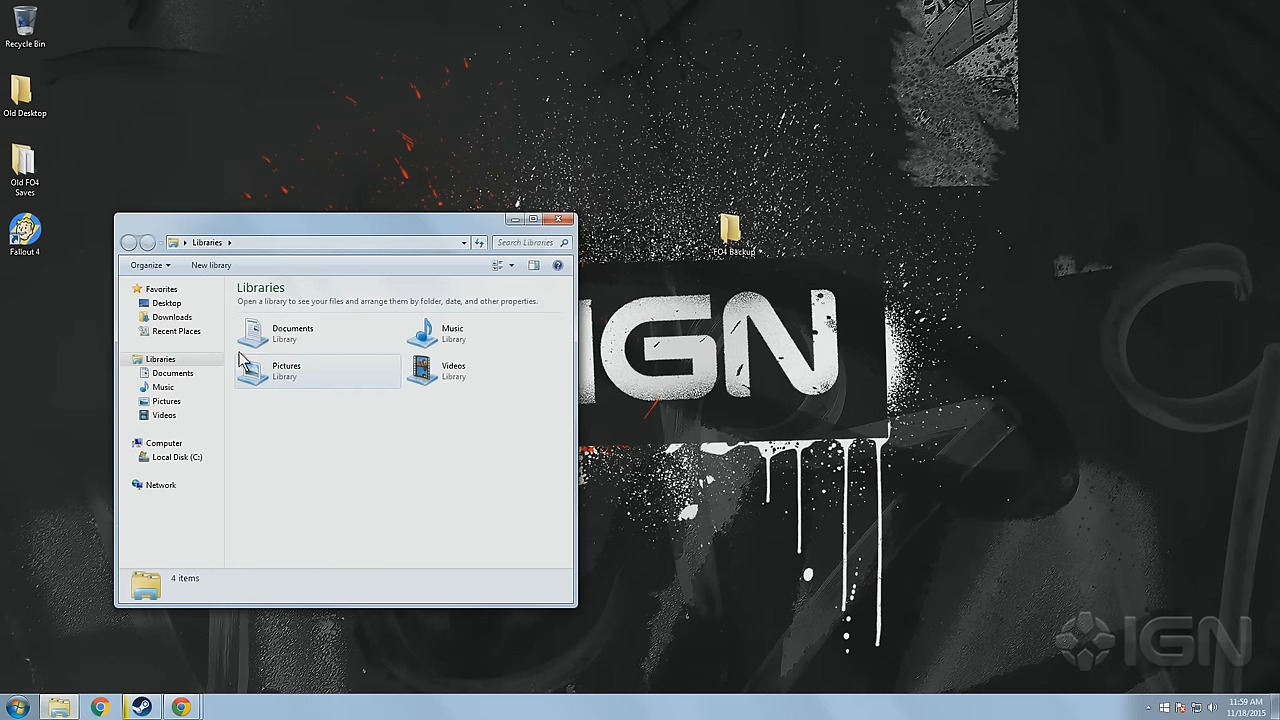 Recycle Bin
Old Desktop
Old FO4
Saves
Fallout 4
FO4 Backup
Libraries
Search Libraries
Organize
New library
Favorites
Desktop
Downloads
Recent Places
Libraries
Documents
Music
Pictures
Videos
Computer
Local Disk (C:)
Network
Libraries
Open a library to see your files and arrange them by folder, date, and other properties.
Documents
Library
Music
Library
Pictures
Library
Videos
Library
4 items
IGN
IGN
11:59 AM
11/18/2015